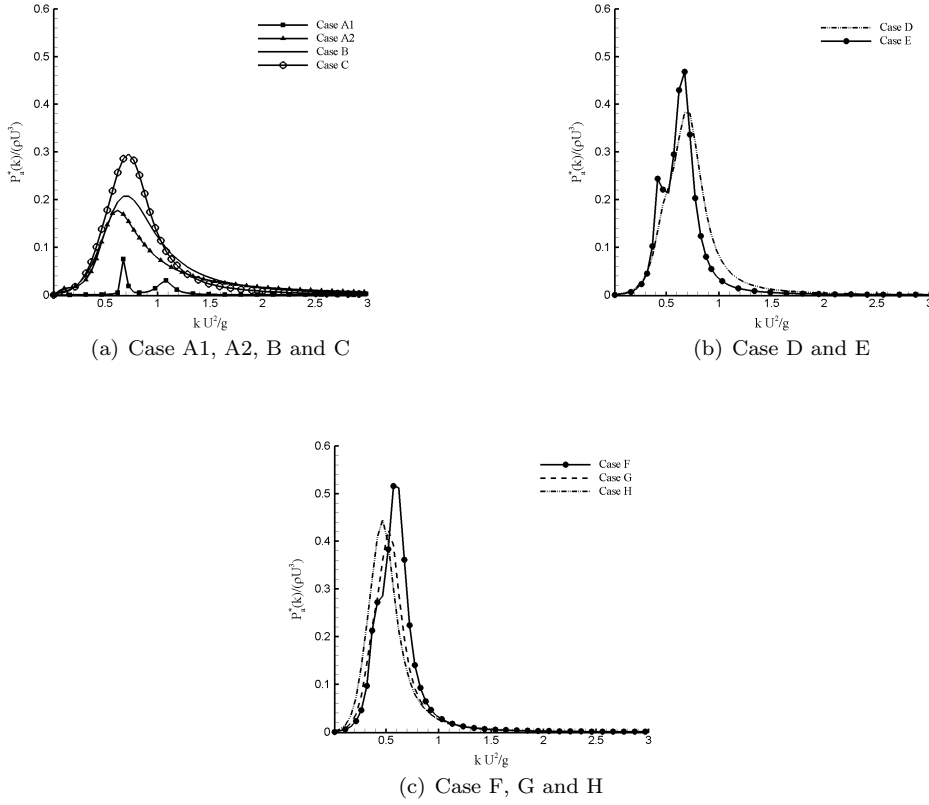 0.6
0.5
0.4
0.3
0.2
0.1
0
0.5
1
1.5
2
2.5
3
P*a(k)/(ρU³)
k U²/g
Case A1
Case A2
Case B
Case C
(a) Case A1, A2, B and C
0.6
0.5
0.4
0.3
0.2
0.1
0
0.5
1
1.5
2
2.5
3
P*a(k)/(ρU³)
k U²/g
Case D
Case E
(b) Case D and E
0.6
0.5
0.4
0.3
0.2
0.1
0
0.5
1
1.5
2
2.5
3
P*a(k)/(ρU³)
k U²/g
Case F
Case G
Case H
(c) Case F, G and H